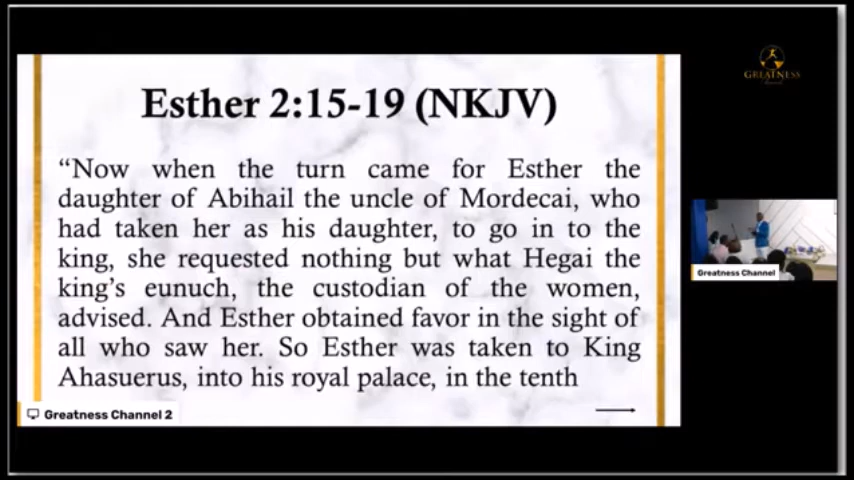 Esther 2:15-19 (NKJV)
“Now when the turn came for Esther the
daughter of Abihail the uncle of Mordecai, who
had taken her as his daughter, to go in to the
king, she requested nothing but what Hegai the
king’s eunuch, the custodian of the women,
advised. And Esther obtained favor in the sight of
all who saw her. So Esther was taken to King
Ahasuerus, into his royal palace, in the tenth
Greatness Channel 2
GREATNESS
Greatness Channel